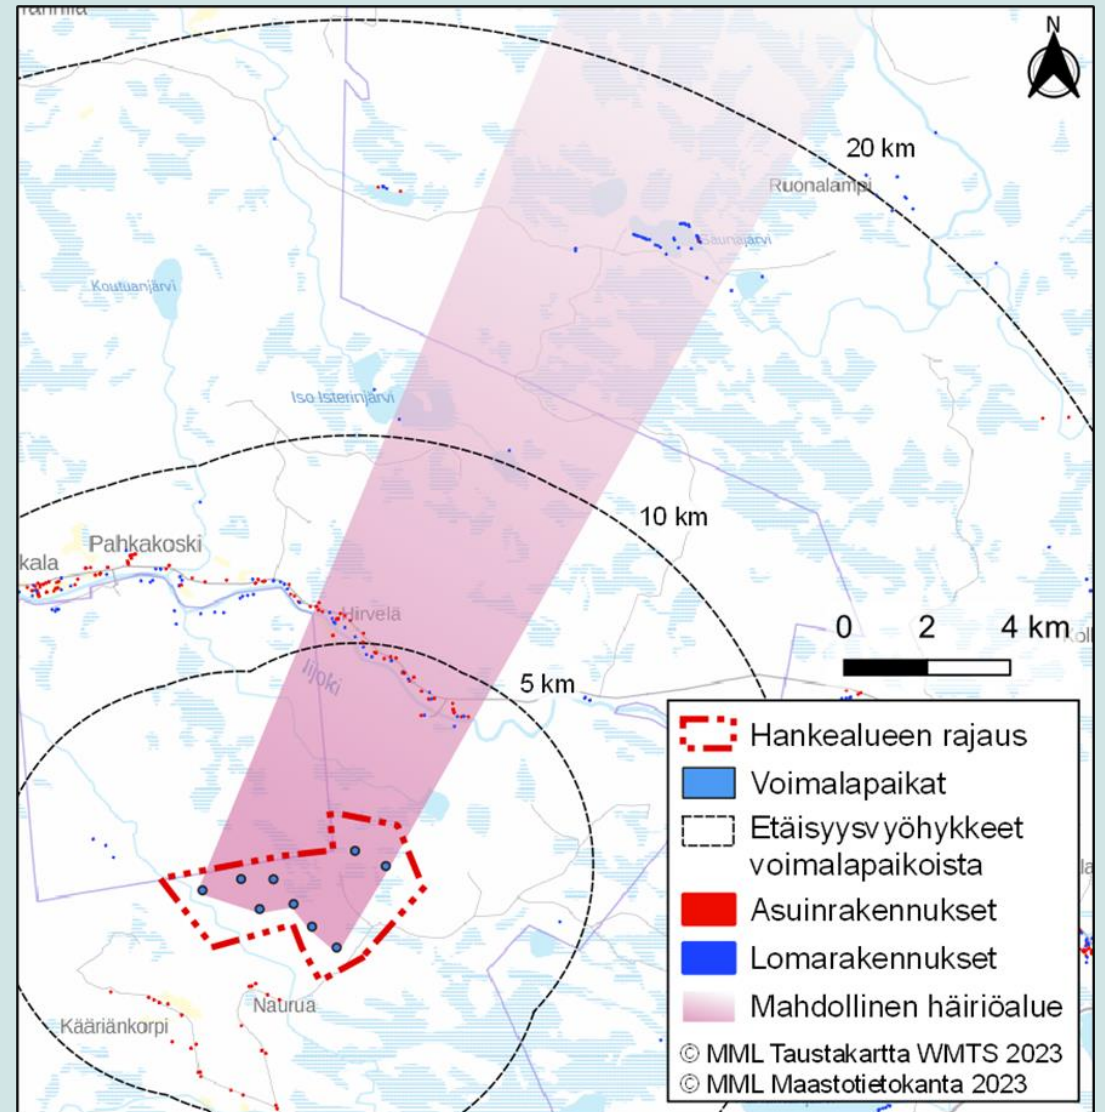 N
20 km
Ruonalampi
Saunajärvi
Koutuanjärvi
Iso Isterinjärvi
10 km
Pahkakoski
kala
Hirvelä
0 2 4 km
Iijoki
5 km
Hankealueen rajaus
Voimalapaikat
Etäisyysvyöhykkeet
voimalapaikoista
Asuinrakennukset
Lomarakennukset
Mahdollinen häiriöalue
© MML Taustakartta WMTS 2023
© MML Maastotietokanta 2023
Naurua
Kääriänkorpi